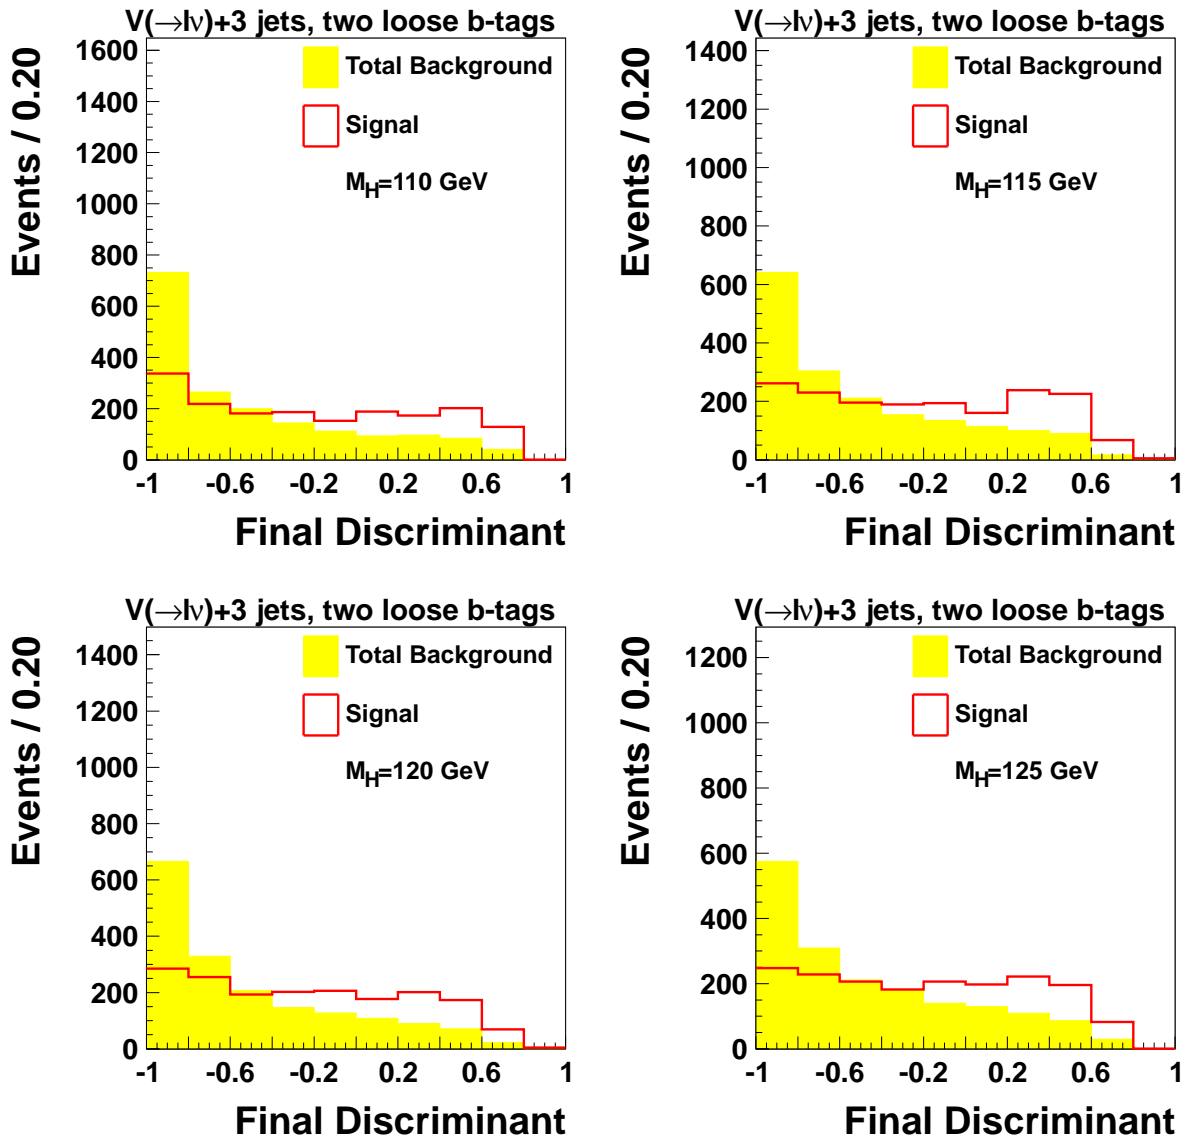 V(→lν)+3 jets, two loose b-tags
Events / 0.20
1600
1400
1200
1000
800
600
400
200
0
Total Background
Signal
M_H=110 GeV
-1 -0.6 -0.2 0.2 0.6 1
Final Discriminant
V(→lν)+3 jets, two loose b-tags
Events / 0.20
1400
1200
1000
800
600
400
200
0
Total Background
Signal
M_H=115 GeV
-1 -0.6 -0.2 0.2 0.6 1
Final Discriminant
V(→lν)+3 jets, two loose b-tags
Events / 0.20
1400
1200
1000
800
600
400
200
0
Total Background
Signal
M_H=120 GeV
-1 -0.6 -0.2 0.2 0.6 1
Final Discriminant
V(→lν)+3 jets, two loose b-tags
Events / 0.20
1200
1000
800
600
400
200
0
Total Background
Signal
M_H=125 GeV
-1 -0.6 -0.2 0.2 0.6 1
Final Discriminant